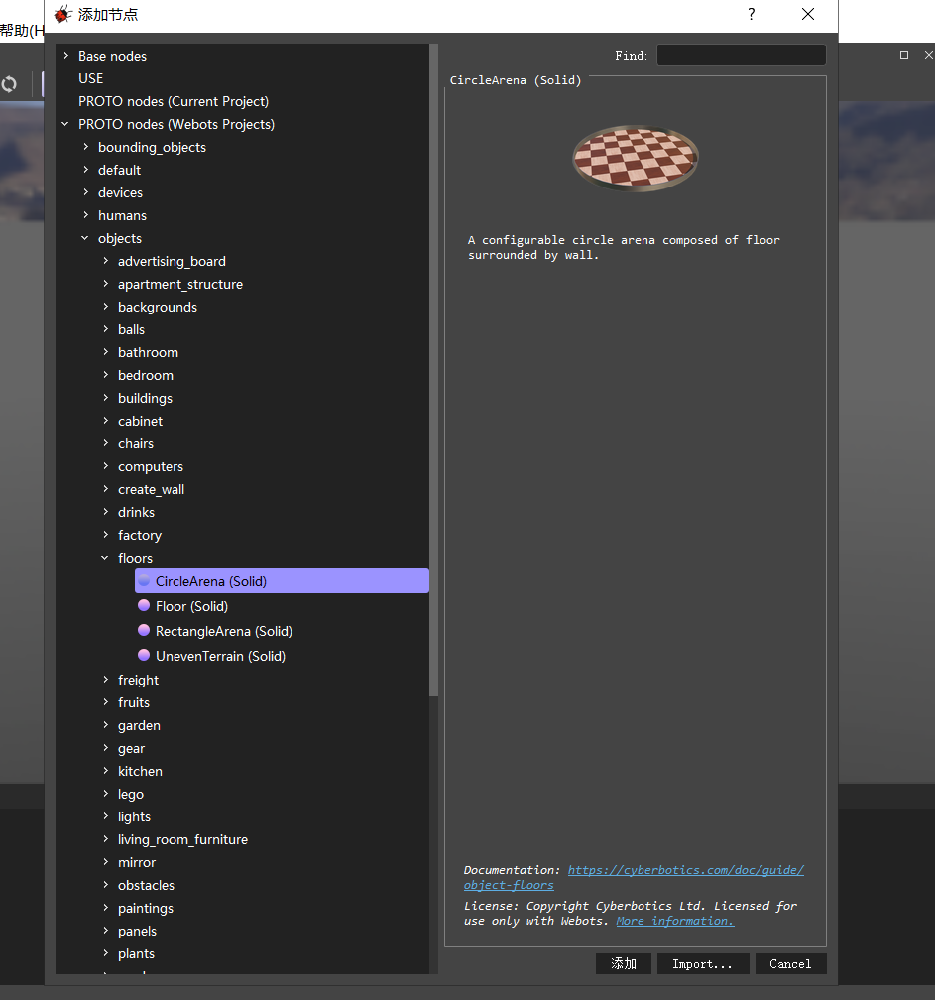 添加节点
?
帮助(H
Base nodes
USE
PROTO nodes (Current Project)
PROTO nodes (Webots Projects)
bounding_objects
default
devices
humans
objects
advertising_board
apartment_structure
backgrounds
balls
bathroom
bedroom
buildings
cabinet
chairs
computers
create_wall
drinks
factory
floors
CircleArena (Solid)
Floor (Solid)
RectangleArena (Solid)
UnevenTerrain (Solid)
freight
fruits
garden
gear
kitchen
lego
lights
living_room_furniture
mirror
obstacles
paintings
panels
plants
Find:
CircleArena (Solid)
A configurable circle arena composed of floor
surrounded by wall.
Documentation: https://cyberbotics.com/doc/guide/
object-floors
License: Copyright Cyberbotics Ltd. Licensed for
use only with Webots. More information.
添加
Import...
Cancel